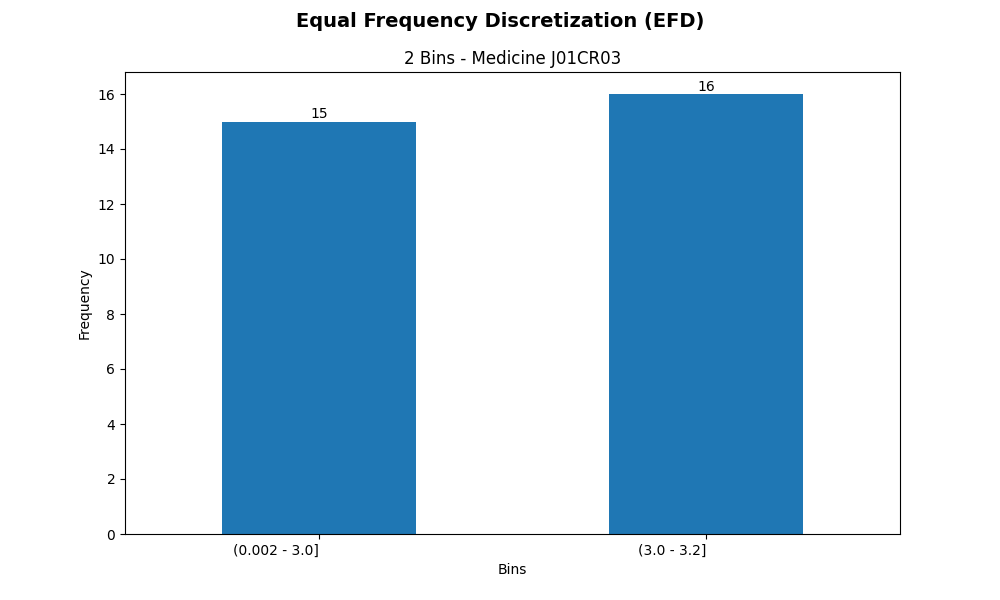 Equal Frequency Discretization (EFD)
2 Bins - Medicine J01CR03
16
14
12
10
8
6
4
2
0
Frequency
15
16
(0.002 - 3.0]
(3.0 - 3.2]
Bins